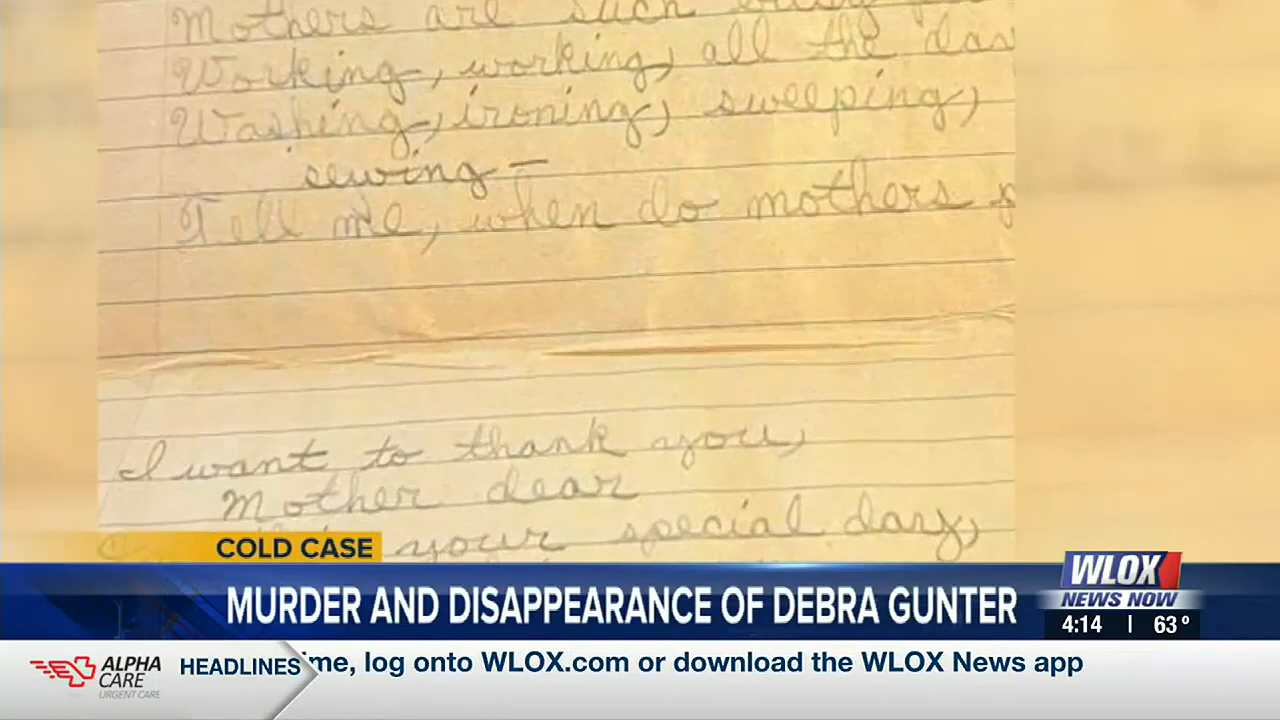 Mothers are such
Working, working, all the day
Washing, ironing, sweeping,
sewing—
Tell me, when do mothers
I want to thank you,
Mother dear
your special day,
COLD CASE
MURDER AND DISAPPEARANCE OF DEBRA GUNTER
WLOX
NEWS NOW
4:14 | 63°
ALPHA
CARE
URGENT CARE
HEADLINES
me, log onto WLOX.com or download the WLOX News app